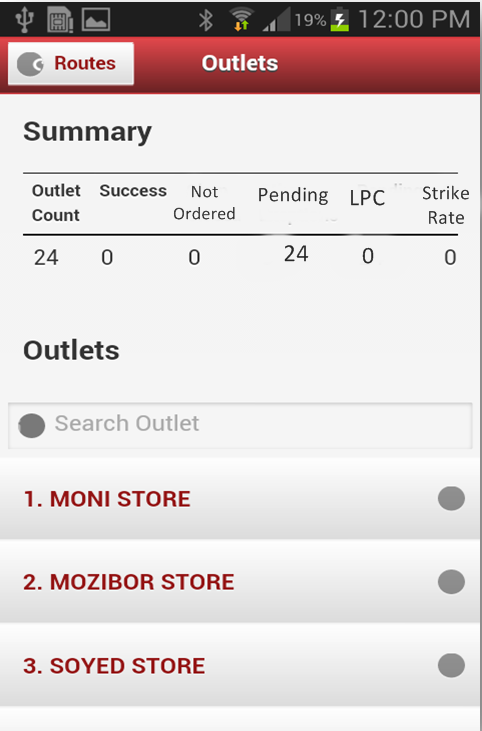 19% 12:00 PM
Routes Outlets
Summary
Outlet Count Success Not Ordered Pending LPC Strike Rate
24 0 0 24 0 0
Outlets
Search Outlet
1. MONI STORE
2. MOZIBOR STORE
3. SOYED STORE